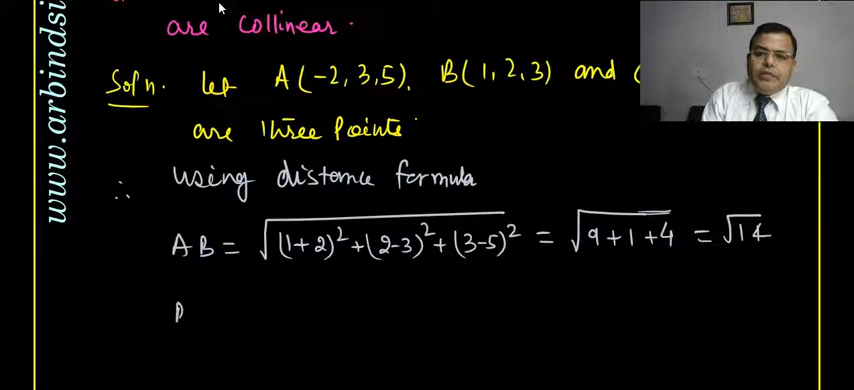 www.arbindsi
are collinear.
Soln. Let A(-2, 3, 5). B(1, 2, 3) and (
are three Points.
∴ Using distance formula
AB = √(1+2)² + (2-3)² + (3-5)² = √9+1+4 = √14